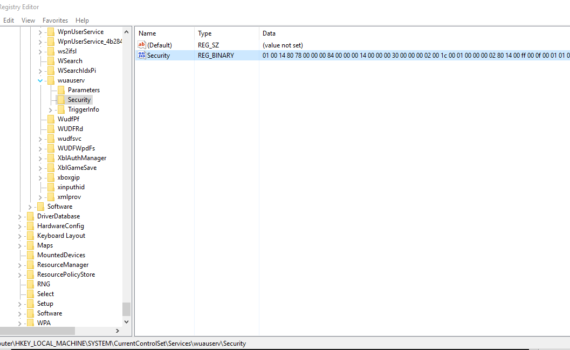 Registry Editor
Edit View Favorites Help
Name Type Data
WpnUserService
WpnUserService_4b284
ws2ifsl
WSearch
WSearchIdxPi
wuauserv
Parameters
Security
TriggerInfo
WudfPf
WUDFRd
wudfsvc
WUDFWpdFs
XblAuthManager
XblGameSave
xboxgip
xinputhid
xmlprov
Software
DriverDatabase
HardwareConfig
Keyboard Layout
Maps
MountedDevices
ResourceManager
ResourcePolicyStore
RNG
Select
Setup
Software
WPA
(Default) REG_SZ (value not set)
Security REG_BINARY 01 00 14 80 78 00 00 00 84 00 00 00 14 00 00 00 30 00 00 00 02 00 1c 00 01 00 00 00 02 80 14 00 ff 00 0f 00 01 01 0
uter\HKEY_LOCAL_MACHINE\SYSTEM\CurrentControlSet\Services\wuauserv\Security